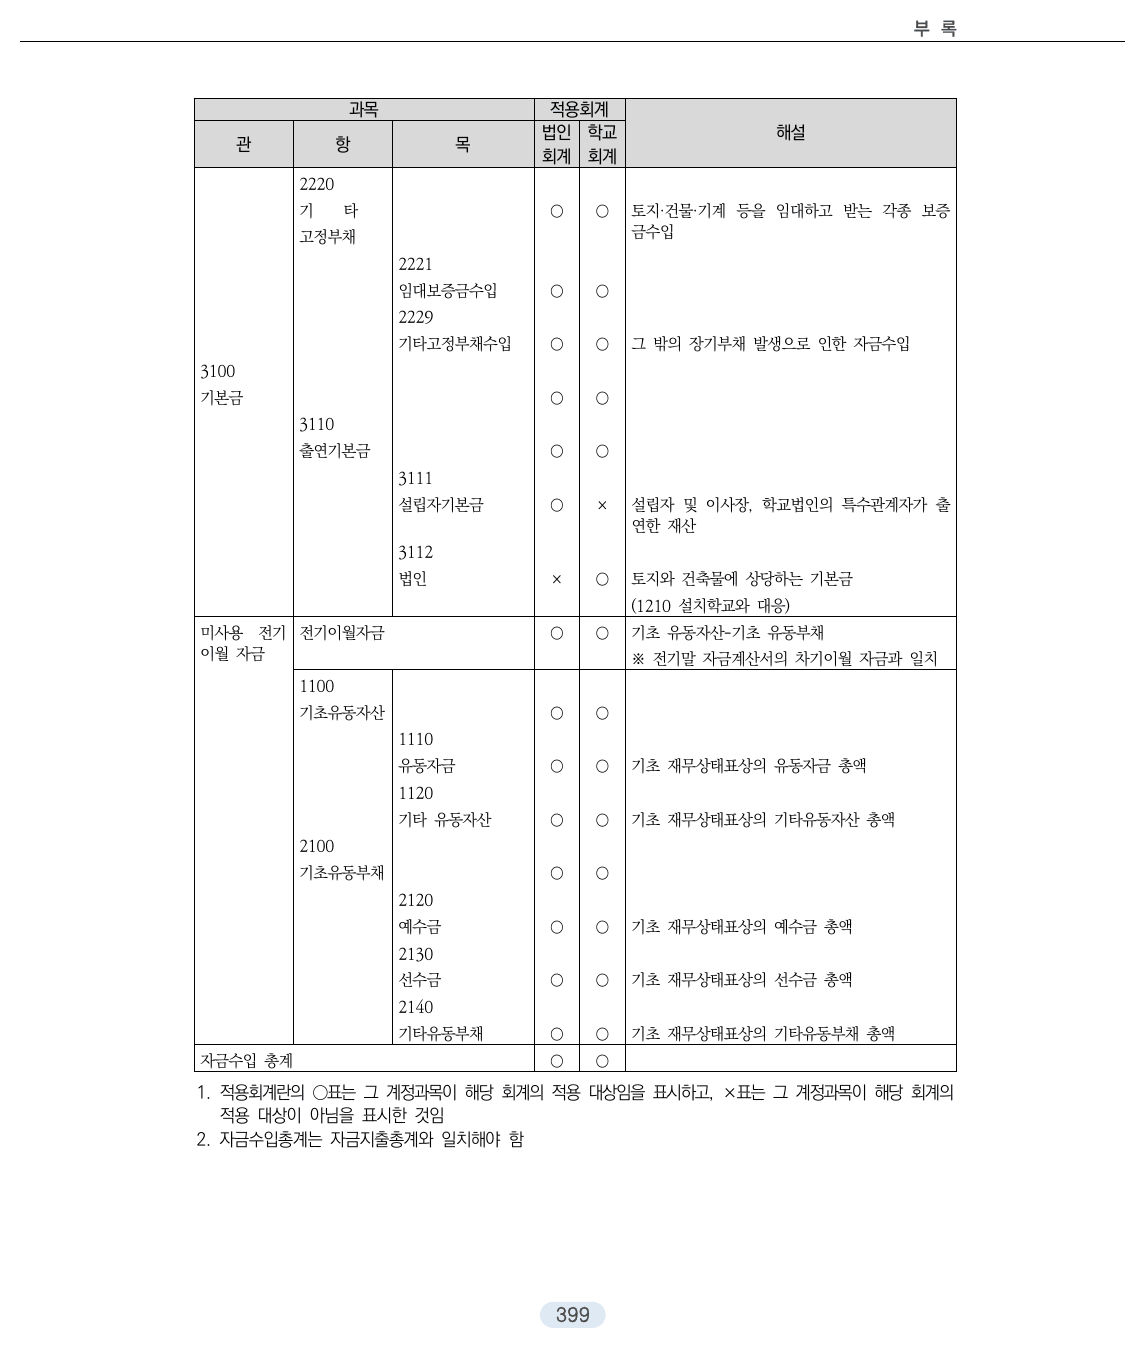 부 록
과목 적용회계 해설
관 항 목 법인 학교
회계 회계
2220
기 타 ○ ○ 토지·건물·기계 등을 임대하고 받는 각종 보증
고정부채 금수입
2221
임대보증금수입 ○ ○
2229
기타고정부채수입 ○ ○ 그 밖의 장기부채 발생으로 인한 자금수입
3100
기본금 ○ ○
3110
출연기본금 ○ ○
3111
설립자기본금 ○ × 설립자 및 이사장, 학교법인의 특수관계자가 출
연한 재산
3112
법인 × ○ 토지와 건축물에 상당하는 기본금
(1210 설치학교와 대응)
미사용 전기 전기이월자금 ○ ○ 기초 유동자산-기초 유동부채
이월 자금 ※ 전기말 자금계산서의 차기이월 자금과 일치
1100
기초유동자산 ○ ○
1110
유동자금 ○ ○ 기초 재무상태표상의 유동자금 총액
1120
기타 유동자산 ○ ○ 기초 재무상태표상의 기타유동자산 총액
2100
기초유동부채 ○ ○
2120
예수금 ○ ○ 기초 재무상태표상의 예수금 총액
2130
선수금 ○ ○ 기초 재무상태표상의 선수금 총액
2140
기타유동부채 ○ ○ 기초 재무상태표상의 기타유동부채 총액
자금수입 총계 ○ ○
1. 적용회계란의 ○표는 그 계정과목이 해당 회계의 적용 대상임을 표시하고, ×표는 그 계정과목이 해당 회계의
적용 대상이 아님을 표시한 것임
2. 자금수입총계는 자금지출총계와 일치해야 함
399